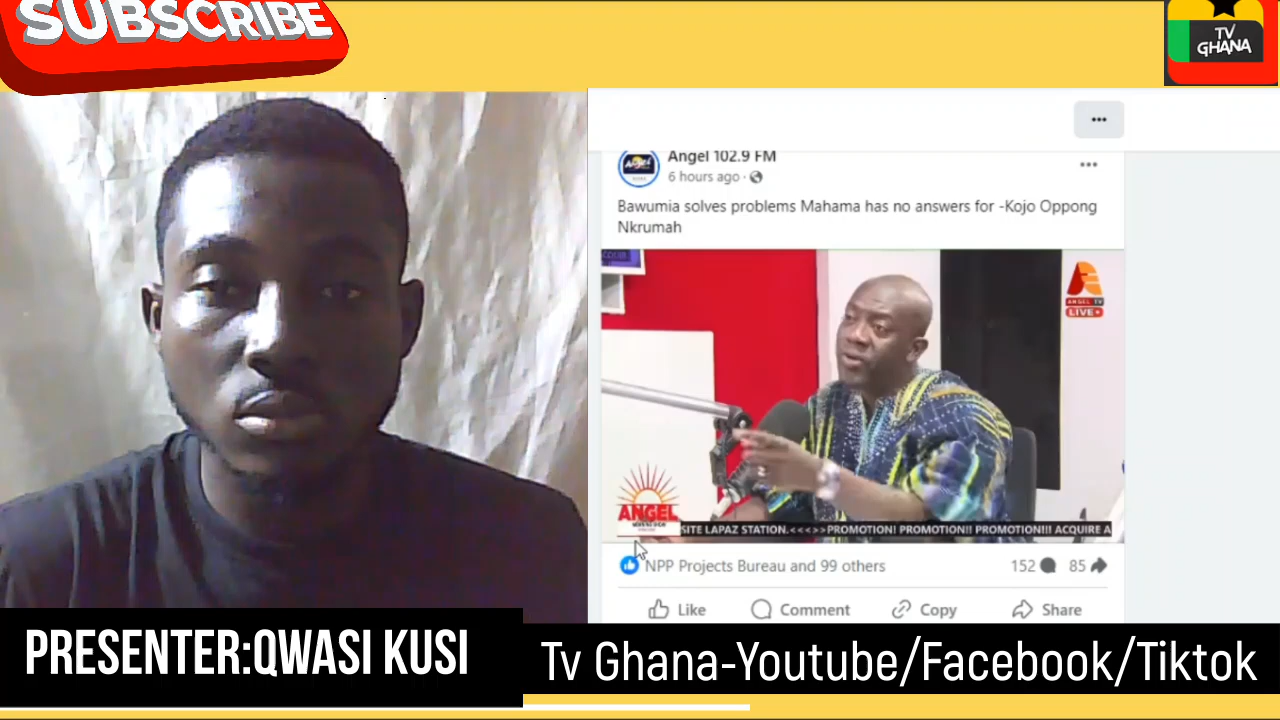 SUBSCRIBE
TV
GHANA
Angel 102.9 FM
6 hours ago ·
Bawumia solves problems Mahama has no answers for -Kojo Oppong
Nkrumah
ANGEL TV
LIVE
ANGEL
SITE LAPAZ STATION.<<<>>PROMOTION! PROMOTION!! PROMOTION!!! ACQUIRE A
NPP Projects Bureau and 99 others
152
85
Like
Comment
Copy
Share
PRESENTER:QWASI KUSI
Tv Ghana-Youtube/Facebook/Tiktok